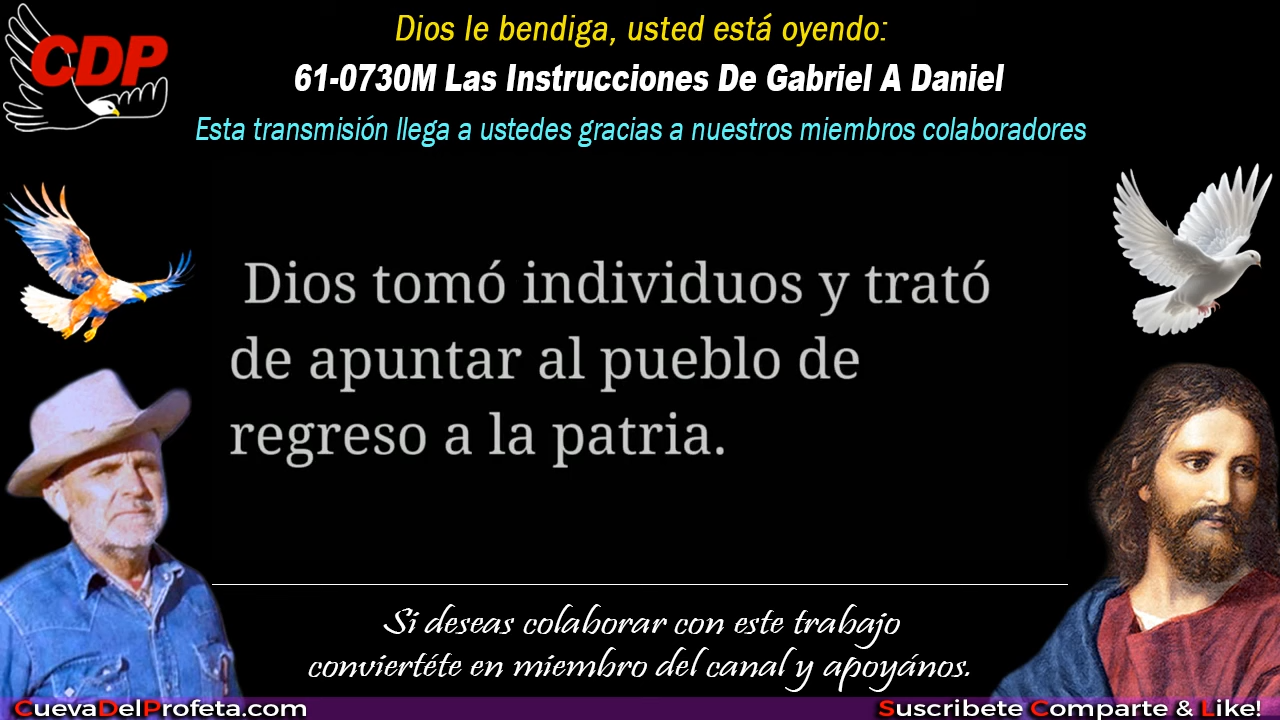 CDP
Dios le bendiga, usted está oyendo:
61-0730M Las Instrucciones De Gabriel A Daniel
Esta transmisión llega a ustedes gracias a nuestros miembros colaboradores
Dios tomó individuos y trató
de apuntar al pueblo de
regreso a la patria.
Si deseas colaborar con este trabajo
conviertéte en miembro del canal y apoyános.
CuevaDelProfeta.com
Suscribete Comparte & Like!